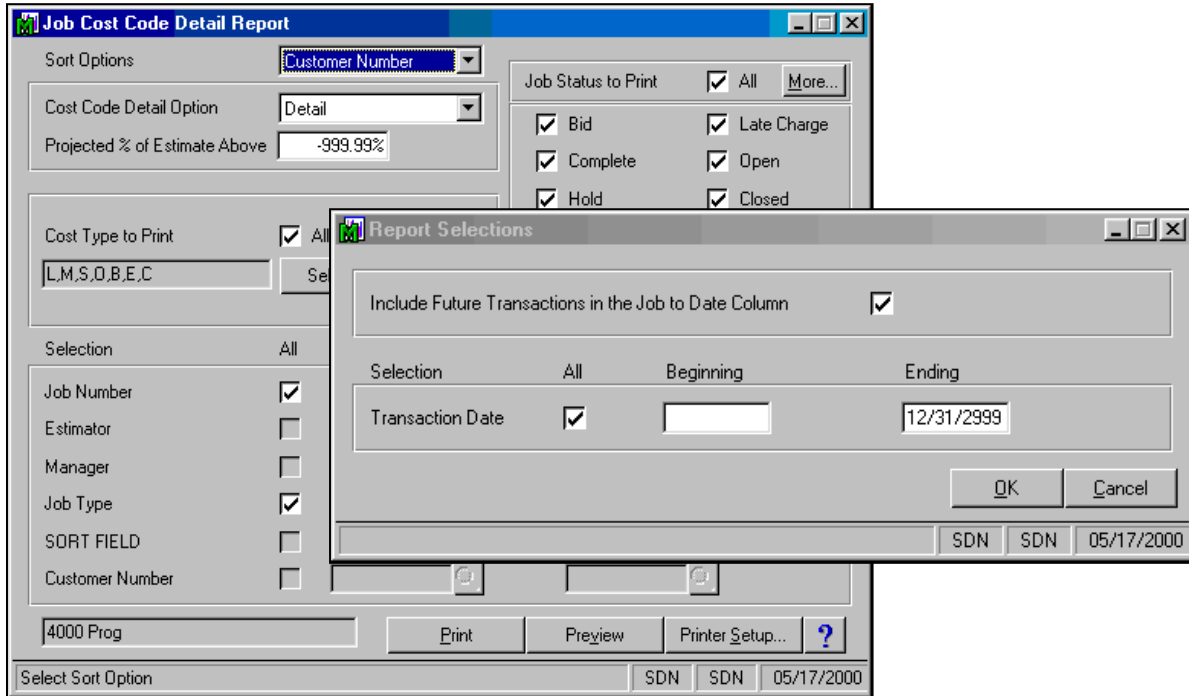 Job Cost Code Detail Report
Sort Options Customer Number
Job Status to Print All More...
Cost Code Detail Option Detail
Bid Late Charge
Projected % of Estimate Above -999.99%
Complete Open
Hold Closed
Cost Type to Print All
L,M,S,O,B,E,C
Selection All
Job Number
Estimator
Manager
Job Type
SORT FIELD
Customer Number
4000 Prog Print Preview Printer Setup... ?
Select Sort Option SDN SDN 05/17/2000
Report Selections
Include Future Transactions in the Job to Date Column
Selection All Beginning Ending
Transaction Date 12/31/2999
OK Cancel
SDN SDN 05/17/2000